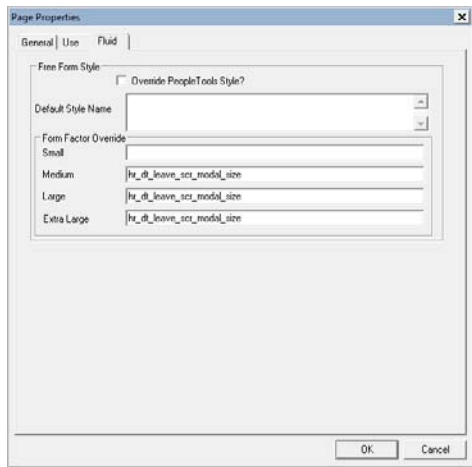 Page Properties
General Use Fluid
Free Form Style
Override PeopleTools Style?
Default Style Name
Form Factor Override
Small
Medium hr_dt_leave_scr_modal_size
Large hr_dt_leave_scr_modal_size
Extra Large hr_dt_leave_scr_modal_size
OK Cancel